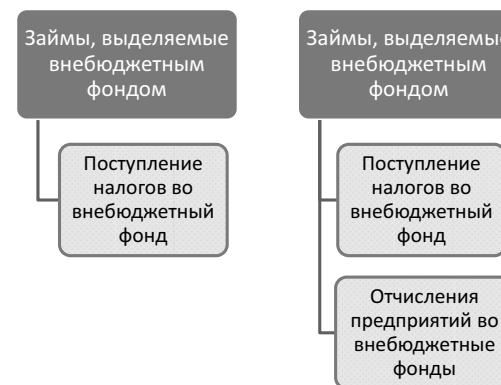 Займы, выделяемые
внебюджетным
фондом
Поступление
налогов во
внебюджетный
фонд
Займы, выделяемые
внебюджетным
фондом
Поступление
налогов во
внебюджетный
фонд
Отчисления
предприятий во
внебюджетные
фонды